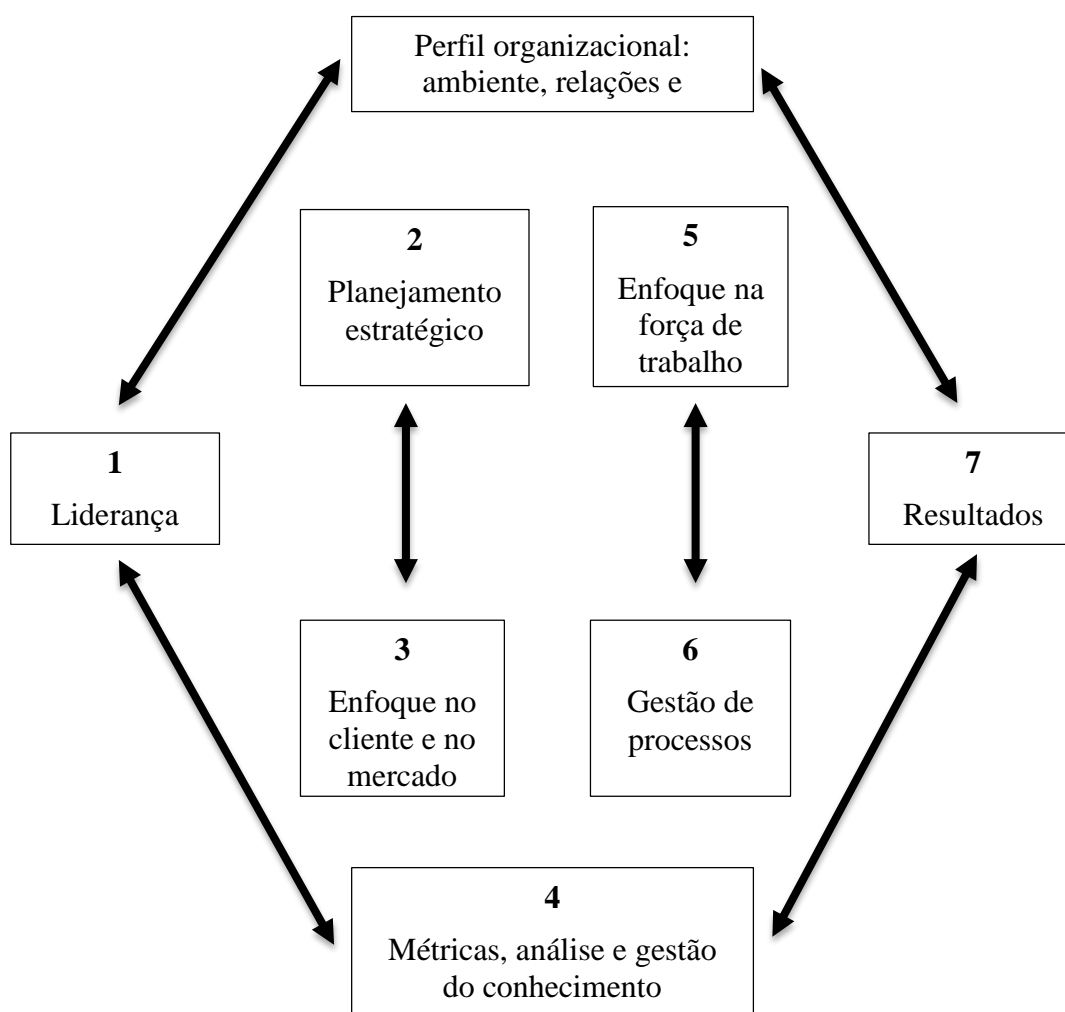 Perfil organizacional:
ambiente, relações e
2
Planejamento
estratégico
5
Enfoque na
força de
trabalho
1
Liderança
7
Resultados
3
Enfoque no
cliente e no
mercado
6
Gestão de
processos
4
Métricas, análise e gestão
do conhecimento